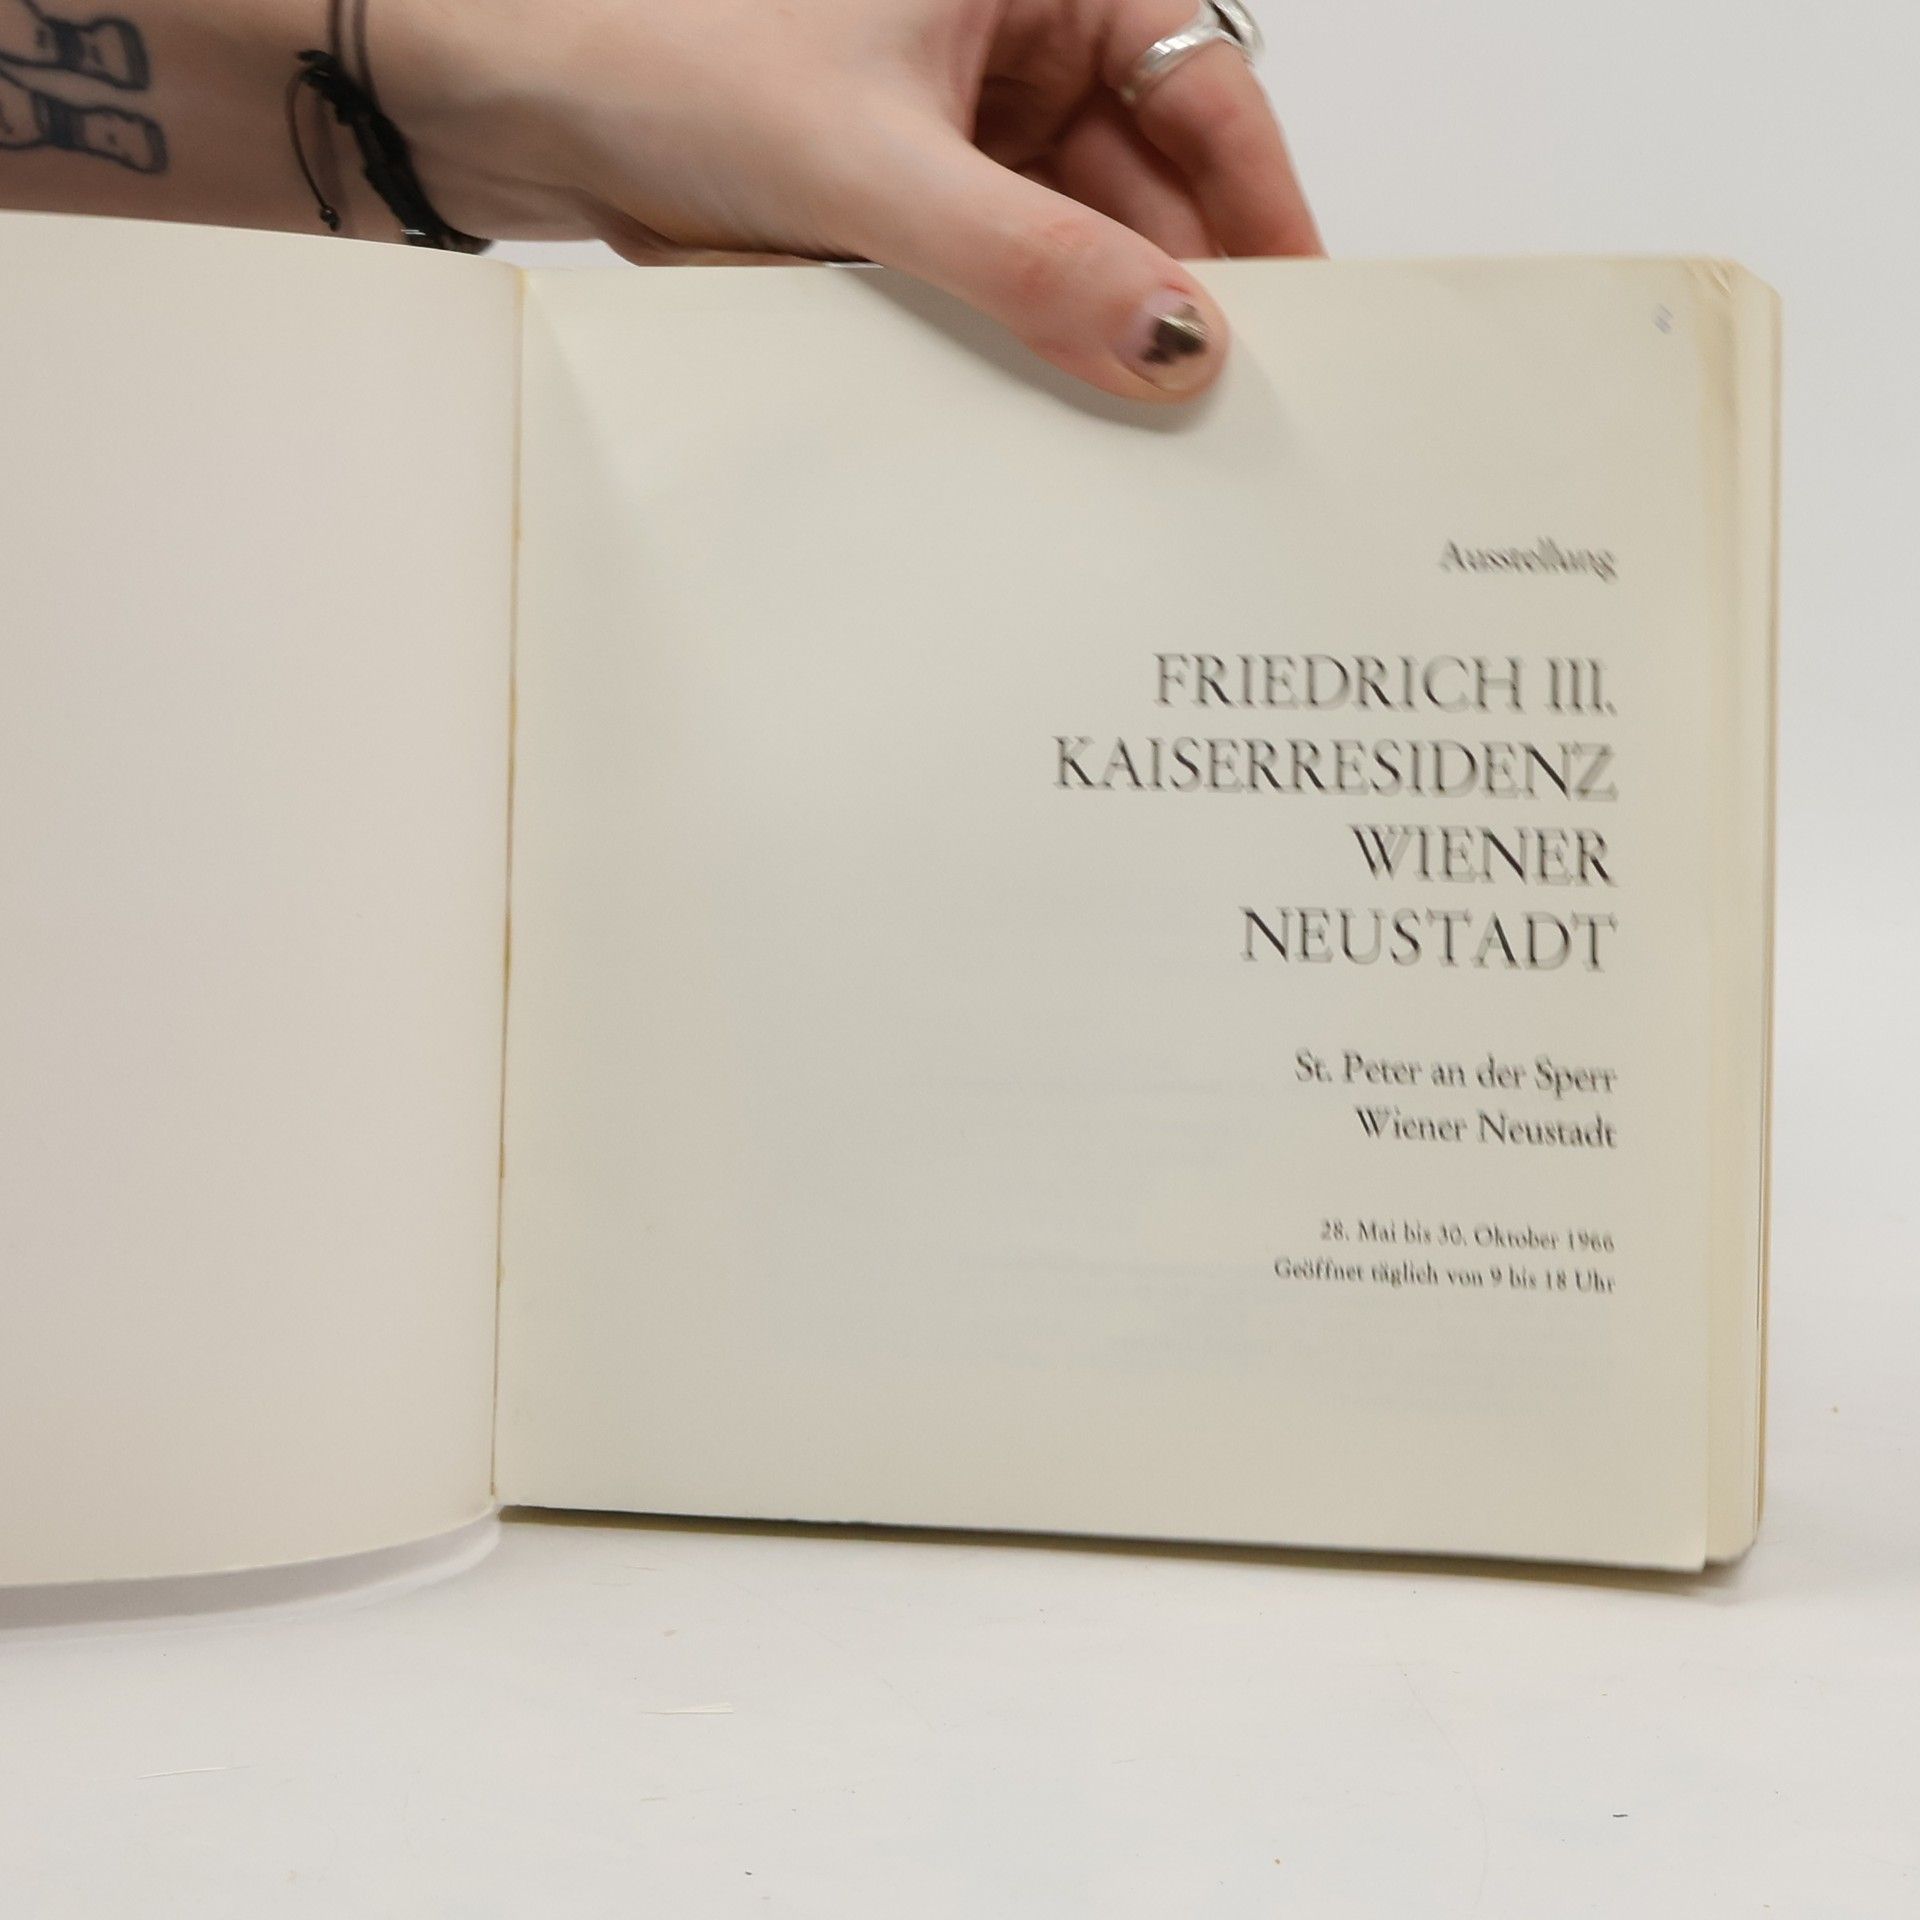 Ausstellung
FRIEDRICH III.
KAISERRESIDENZ
WIENER
NEUSTADT
St. Peter an der Sperr
Wiener Neustadt
28. Mai bis 30. Oktober 1966
Geöffnet täglich von 9 bis 18 Uhr